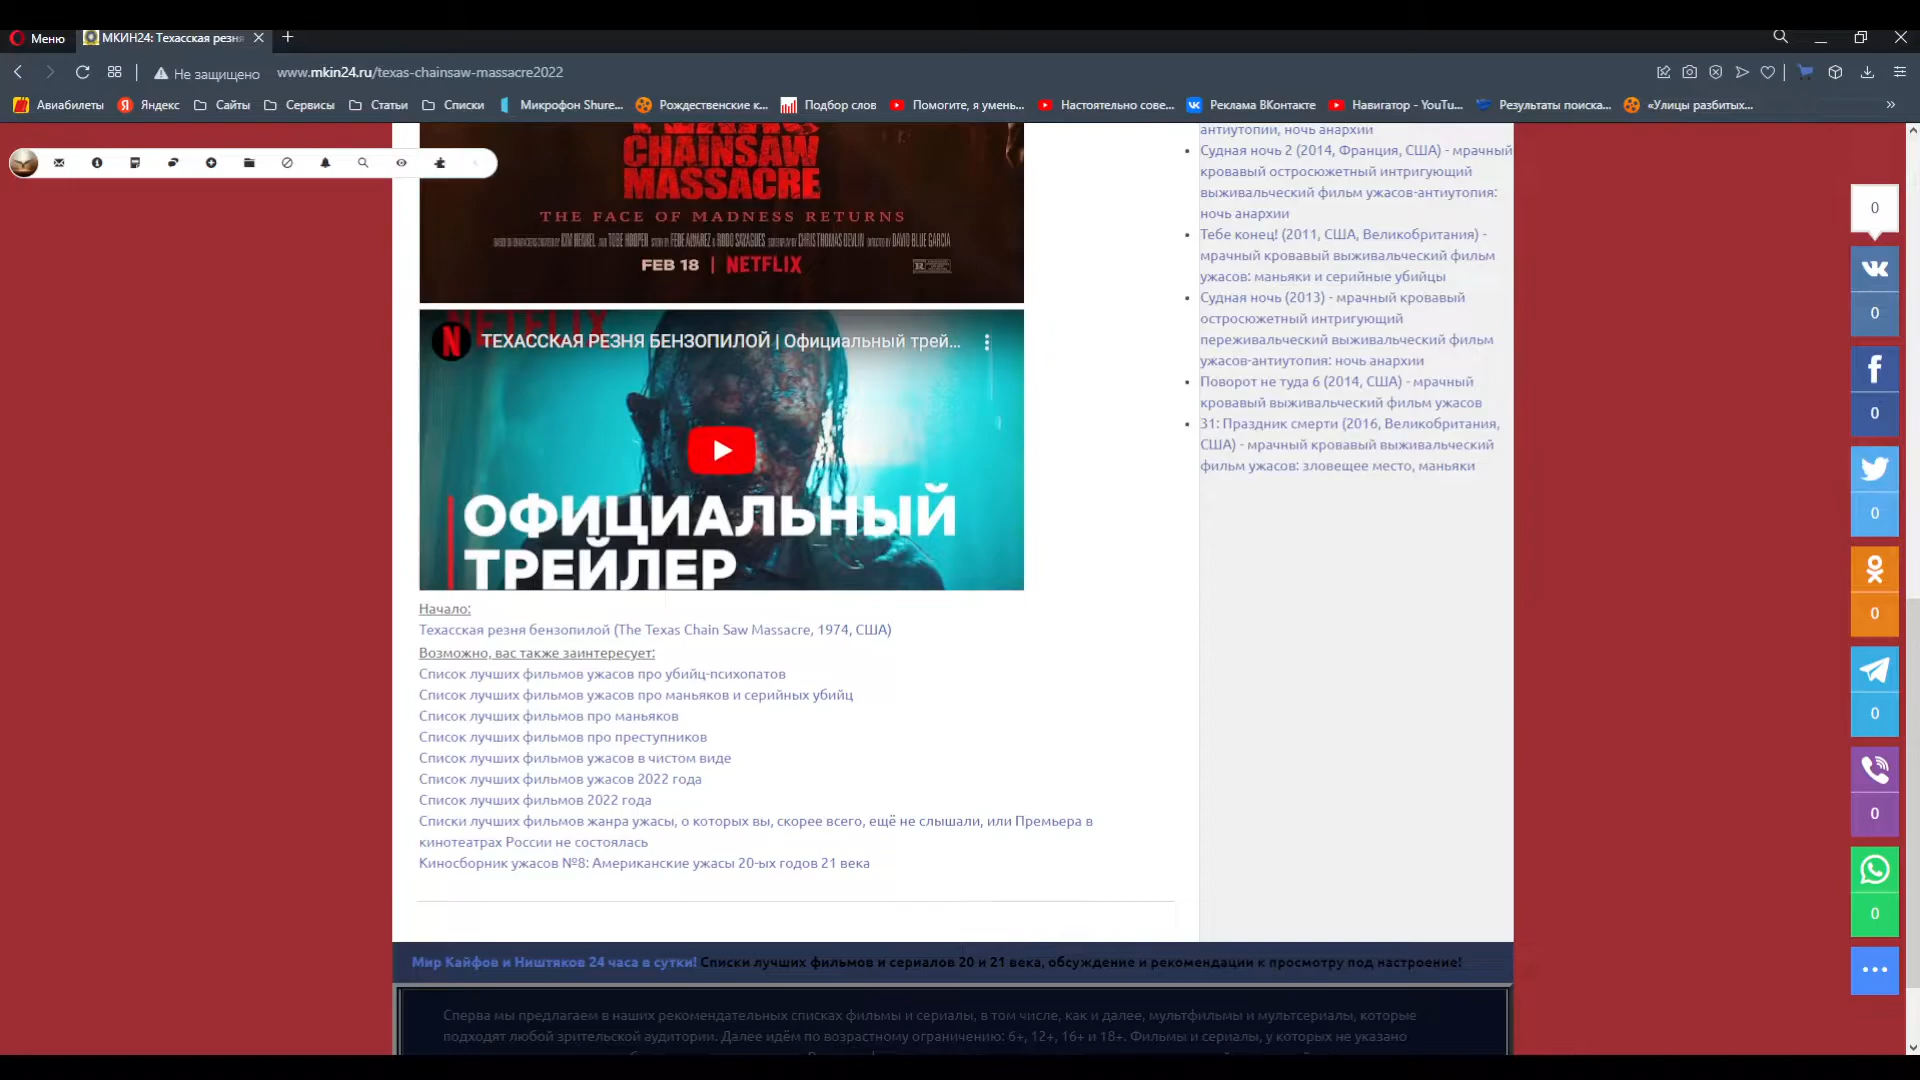 Меню
МКИН24: Техасская резня
Не защищено
www.mkin24.ru/texas-chainsaw-massacre2022
Авиабилеты
Яндекс
Сайты
Сервисы
Статьи
Списки
Микрофон Shure...
Рождественские к...
Подбор слов
Помогите, я умень...
Настоятельно сове...
Реклама ВКонтакте
Навигатор - YouTu...
Результаты поиска...
«Улицы разбитых...
CHAINSAW
MASSACRE
THE FACE OF MADNESS RETURNS
FEB 18 | NETFLIX
ТЕХАССКАЯ РЕЗНЯ БЕНЗОПИЛОЙ | Официальный трей...
ОФИЦИАЛЬНЫЙ
ТРЕЙЛЕР
Начало:
Техасская резня бензопилой (The Texas Chain Saw Massacre, 1974, США)
Возможно, вас также заинтересует:
Список лучших фильмов ужасов про убийц-психопатов
Список лучших фильмов ужасов про маньяков и серийных убийц
Список лучших фильмов про маньяков
Список лучших фильмов про преступников
Список лучших фильмов ужасов в чистом виде
Список лучших фильмов ужасов 2022 года
Список лучших фильмов 2022 года
Списки лучших фильмов жанра ужасы, о которых вы, скорее всего, ещё не слышали, или Премьера в
кинотеатрах России не состоялась
Киносборник ужасов №8: Американские ужасы 20-ых годов 21 века
антиутопии, ночь анархии
Судная ночь 2 (2014, Франция, США) - мрачный
кровавый остросюжетный интригующий
выживальческий фильм ужасов-антиутопия:
ночь анархии
Тебе конец! (2011, США, Великобритания) -
мрачный кровавый выживальческий фильм
ужасов: маньяки и серийные убийцы
Судная ночь (2013) - мрачный кровавый
остросюжетный интригующий
переживальческий выживальческий фильм
ужасов-антиутопия: ночь анархии
Поворот не туда 6 (2014, США) - мрачный
кровавый выживальческий фильм ужасов
31: Праздник смерти (2016, Великобритания,
США) - мрачный кровавый выживальческий
фильм ужасов: зловещее место, маньяки
0
0
0
0
0
0
0
0
Мир Кайфов и Ништяков 24 часа в сутки! Списки лучших фильмов и сериалов 20 и 21 века, обсуждение и рекомендации к просмотру под настроение!
Сперва мы предлагаем в наших рекомендательных списках фильмы и сериалы, в том числе, как и далее, мультфильмы и мультсериалы, которые
подходят любой зрительской аудитории. Далее идём по возрастному ограничению: 6+, 12+, 16+ и 18+. Фильмы и сериалы, у которых не указано